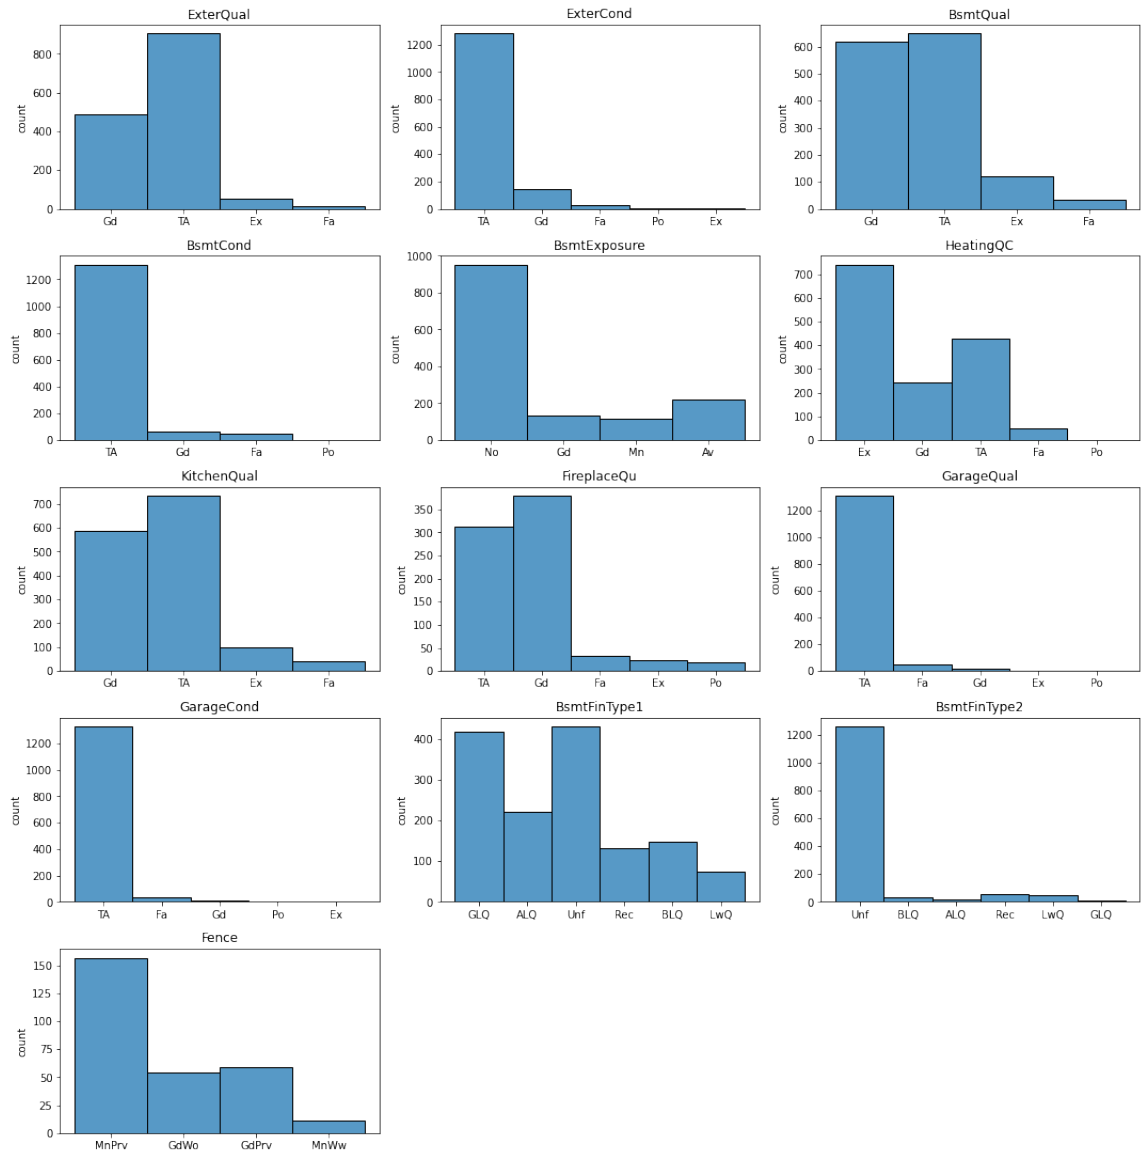 ExterQual
count
800
600
400
200
0
Gd TA Ex Fa
ExterCond
count
1200
1000
800
600
400
200
0
TA Gd Fa Po Ex
BsmtQual
count
600
500
400
300
200
100
0
Gd TA Ex Fa
BsmtCond
count
1200
1000
800
600
400
200
0
TA Gd Fa Po
BsmtExposure
count
1000
800
600
400
200
0
No Gd Mn Av
HeatingQC
count
700
600
500
400
300
200
100
0
Ex Gd TA Fa Po
KitchenQual
count
700
600
500
400
300
200
100
0
Gd TA Ex Fa
FireplaceQu
count
350
300
250
200
150
100
50
0
TA Gd Fa Ex Po
GarageQual
count
1200
1000
800
600
400
200
0
TA Fa Gd Ex Po
GarageCond
count
1200
1000
800
600
400
200
0
TA Fa Gd Po Ex
BsmtFinType1
count
400
300
200
100
0
GLQ ALQ Unf Rec BLQ LwQ
BsmtFinType2
count
1200
1000
800
600
400
200
0
Unf BLQ ALQ Rec LwQ GLQ
Fence
count
150
125
100
75
50
25
0
MnPrv GdWo GdPrv MnWw